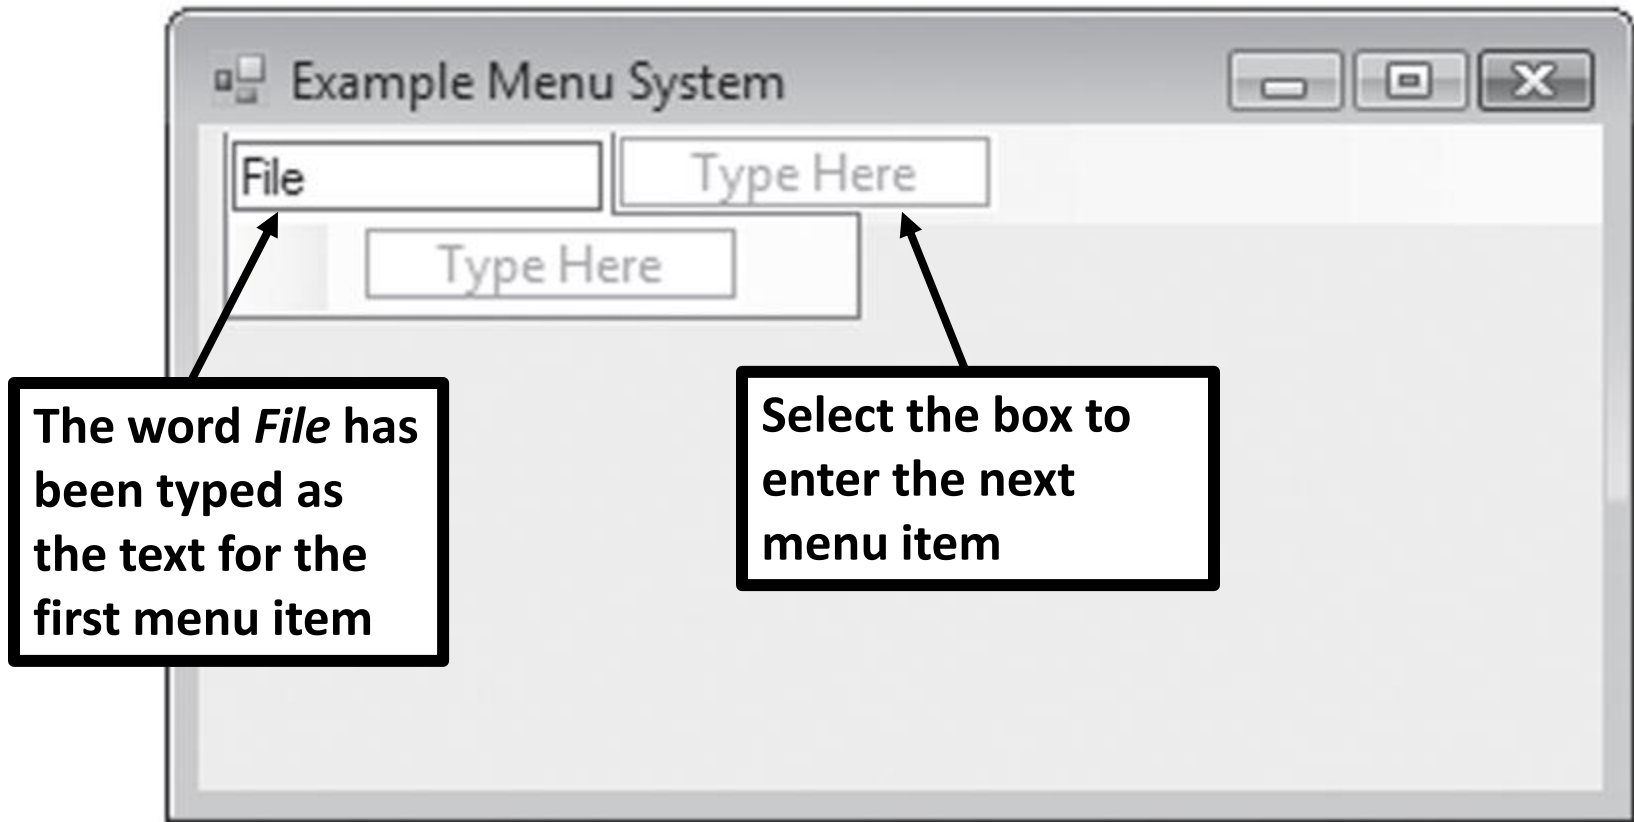 Example Menu System
File
Type Here
Type Here
The word File has
been typed as
the text for the
first menu item
Select the box to
enter the next
menu item